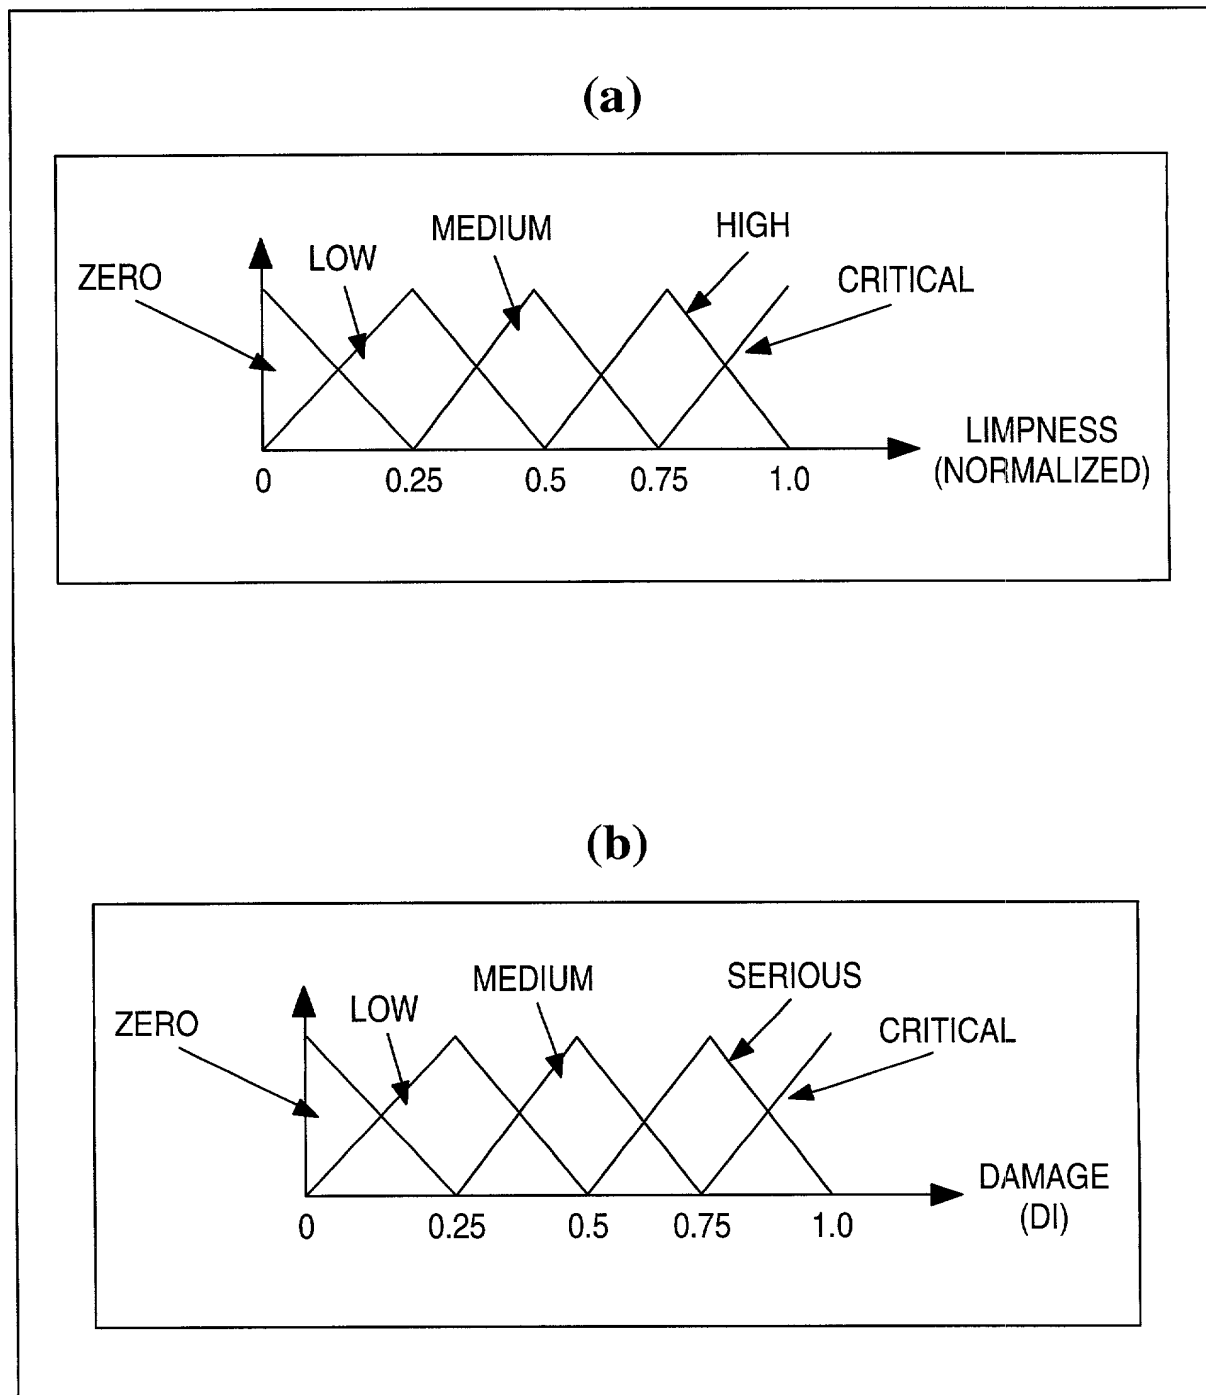 (a)
ZERO
LOW
MEDIUM
HIGH
CRITICAL
0
0.25
0.5
0.75
1.0
LIMPNESS
(NORMALIZED)
(b)
ZERO
LOW
MEDIUM
SERIOUS
CRITICAL
0
0.25
0.5
0.75
1.0
DAMAGE
(DI)